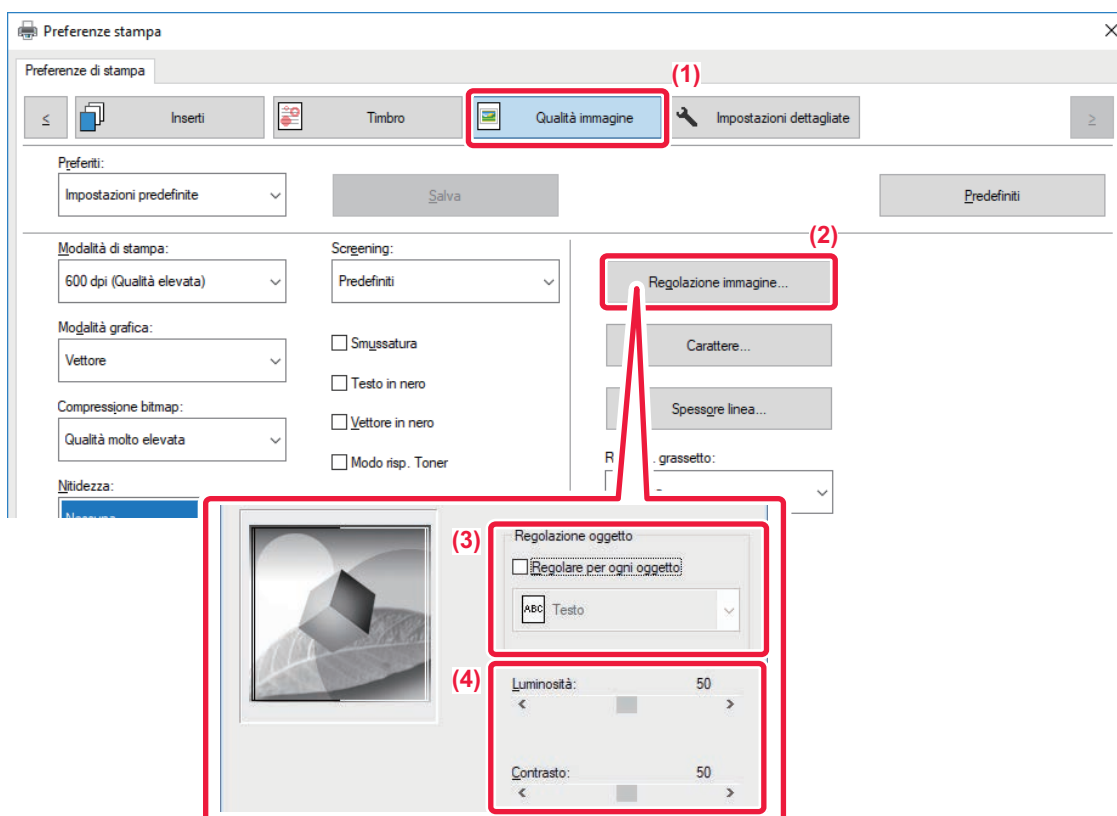 Preferenze stampa
Preferenze di stampa
(1)
<
Inserti
Timbro
Qualità immagine
Impostazioni dettagliate
>
Preferiti:
Impostazioni predefinite
Salva
Predefiniti
(2)
Modalità di stampa:
600 dpi (Qualità elevata)
Screening:
Predefiniti
Regolazione immagine...
Modalità grafica:
Vettore
Smussatura
Testo in nero
Carattere...
Compressione bitmap:
Qualità molto elevata
Vettore in nero
Modo risp. Toner
Spessore linea...
grassetto:
Nitidezza:
(3)
Regolazione oggetto
Regolare per ogni oggetto
ABC
Testo
(4)
Luminosità:
50
< >
Contrasto:
50
< >